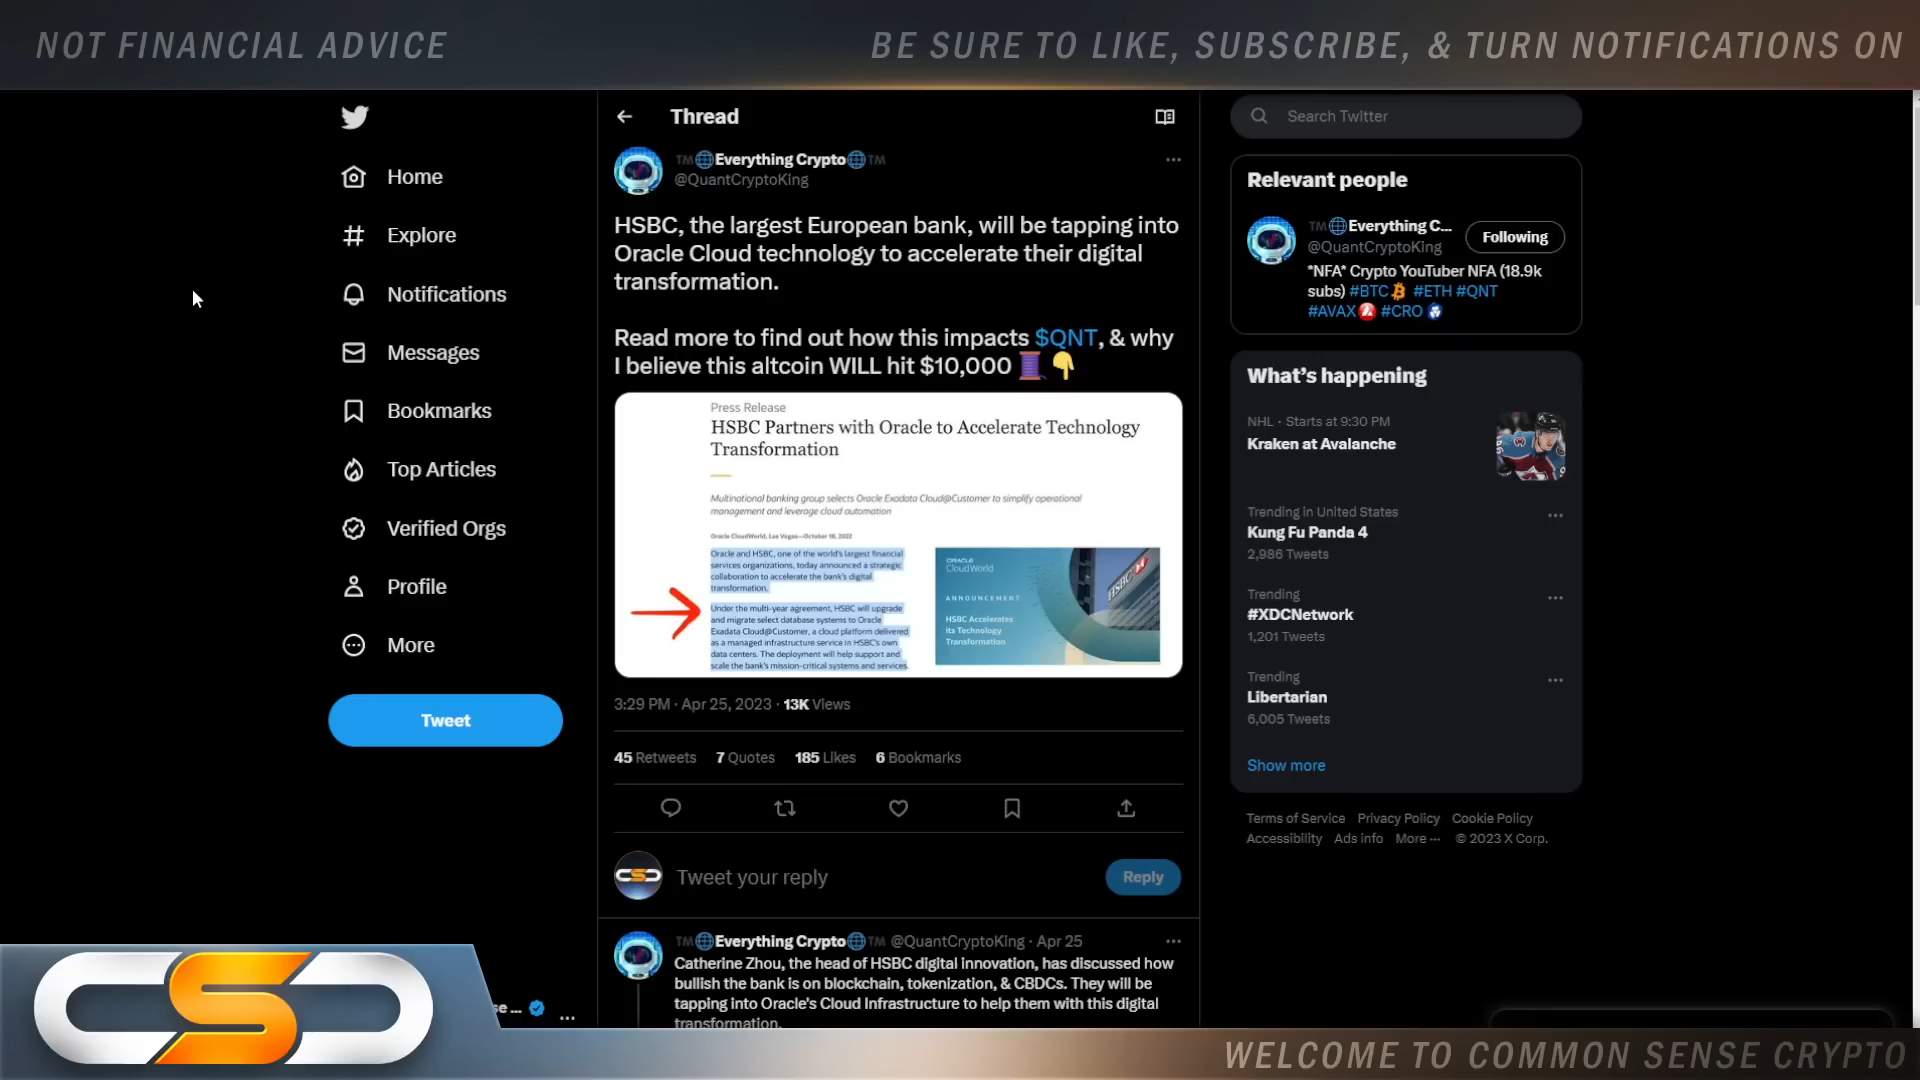 NOT FINANCIAL ADVICE
BE SURE TO LIKE, SUBSCRIBE, & TURN NOTIFICATIONS ON
Home
Explore
Notifications
Messages
Bookmarks
Top Articles
Verified Orgs
Profile
More
Tweet
Thread
TM🌐Everything Crypto🌐TM
@QuantCryptoKing
HSBC, the largest European bank, will be tapping into
Oracle Cloud technology to accelerate their digital
transformation.
Read more to find out how this impacts $QNT, & why
I believe this altcoin WILL hit $10,000 🧵👇
Press Release
HSBC Partners with Oracle to Accelerate Technology
Transformation
Multinational banking group selects Oracle Exadata Cloud@Customer to simplify operational
management and leverage cloud automation
Oracle CloudWorld, Las Vegas—October 18, 2022
Oracle and HSBC, one of the world's largest financial
services organizations, today announced a strategic
collaboration to accelerate the bank's digital
transformation.
Under the multi-year agreement, HSBC will upgrade
and migrate select database systems to Oracle
Exadata Cloud@Customer, a cloud platform delivered
as a managed infrastructure service in HSBC's own
data centers. The deployment will help support and
scale the bank's mission-critical systems and services.
ORACLE
CloudWorld
ANNOUNCEMENT
HSBC Accelerates
its Technology
Transformation
HSBC
3:29 PM · Apr 25, 2023 · 13K Views
45 Retweets 7 Quotes 185 Likes 6 Bookmarks
CSC
Tweet your reply
Reply
TM🌐Everything Crypto🌐TM @QuantCryptoKing · Apr 25
Catherine Zhou, the head of HSBC digital innovation, has discussed how
bullish the bank is on blockchain, tokenization, & CBDCs. They will be
tapping into Oracle's Cloud Infrastructure to help them with this digital
transformation.
Search Twitter
Relevant people
TM🌐Everything C...
@QuantCryptoKing
Following
*NFA* Crypto YouTuber NFA (18.9k
subs) #BTC #ETH #QNT
#AVAX #CRO
What's happening
NHL · Starts at 9:30 PM
Kraken at Avalanche
Trending in United States
Kung Fu Panda 4
2,986 Tweets
Trending
#XDCNetwork
1,201 Tweets
Trending
Libertarian
6,005 Tweets
Show more
Terms of Service Privacy Policy Cookie Policy
Accessibility Ads info More ··· © 2023 X Corp.
CSC
se ...
WELCOME TO COMMON SENSE CRYPTO